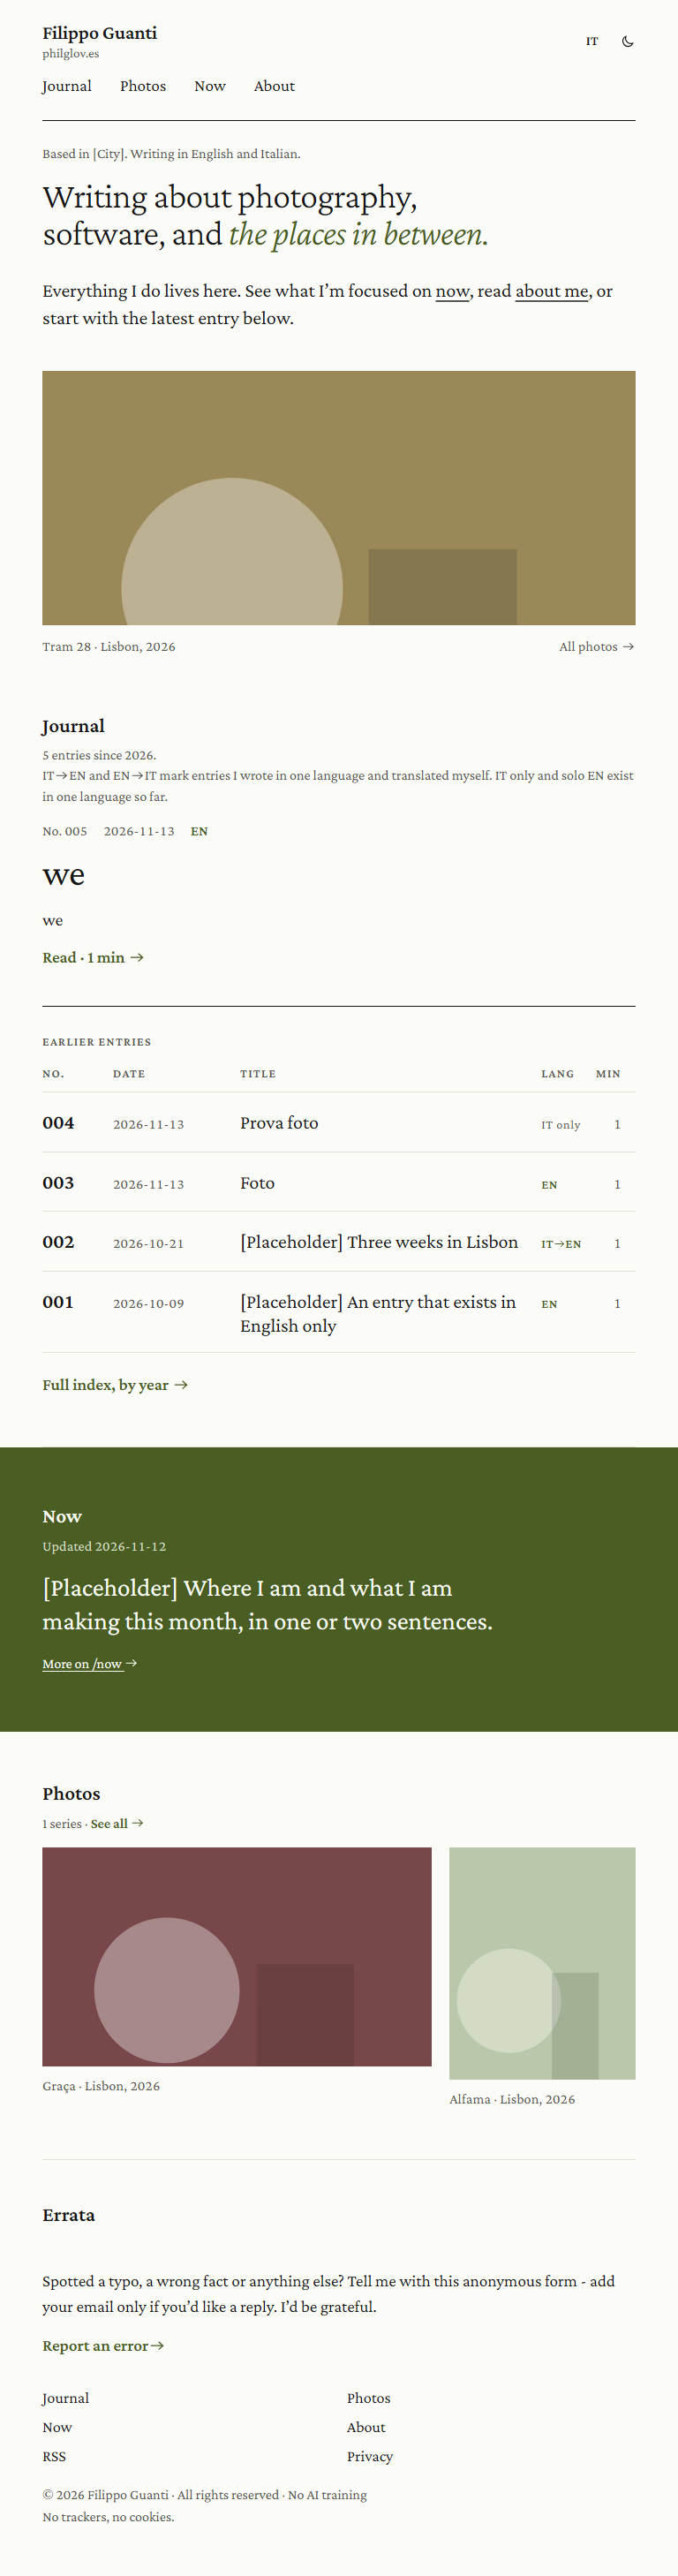 Filippo Guanti
philglov.es
IT
Journal Photos Now About
Based in [City]. Writing in English and Italian.
Writing about photography,
software, and the places in between.
Everything I do lives here. See what I’m focused on now, read about me, or
start with the latest entry below.
Tram 28 · Lisbon, 2026
All photos →
Journal
5 entries since 2026.
IT→EN and EN→IT mark entries I wrote in one language and translated myself. IT only and solo EN exist
in one language so far.
No. 005 2026-11-13 EN
we
we
Read · 1 min →
EARLIER ENTRIES
NO. DATE TITLE LANG MIN
004 2026-11-13 Prova foto IT only 1
003 2026-11-13 Foto EN 1
002 2026-10-21 [Placeholder] Three weeks in Lisbon IT→EN 1
001 2026-10-09 [Placeholder] An entry that exists in EN 1
English only
Full index, by year →
Now
Updated 2026-11-12
[Placeholder] Where I am and what I am
making this month, in one or two sentences.
More on /now →
Photos
1 series · See all →
Graça · Lisbon, 2026
Alfama · Lisbon, 2026
Errata
Spotted a typo, a wrong fact or anything else? Tell me with this anonymous form - add
your email only if you’d like a reply. I’d be grateful.
Report an error→
Journal Photos
Now About
RSS Privacy
© 2026 Filippo Guanti · All rights reserved · No AI training
No trackers, no cookies.